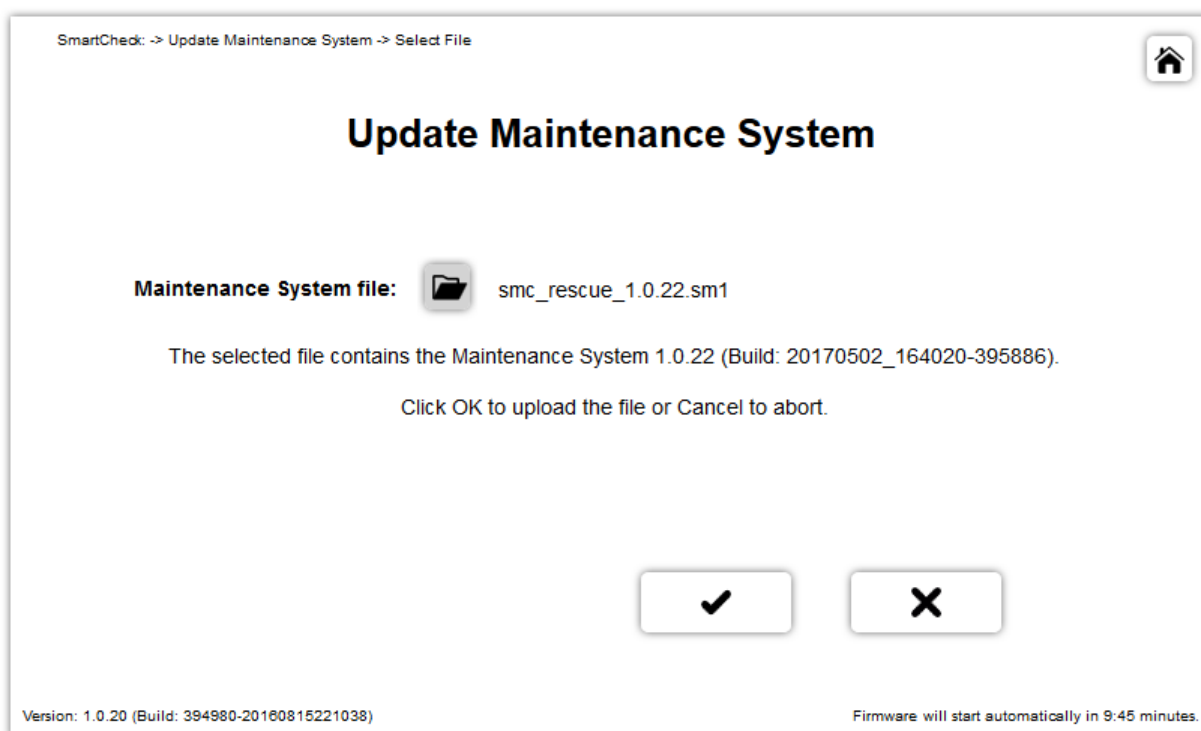 SmartCheck: -> Update Maintenance System -> Select File
Update Maintenance System
Maintenance System file: smc_rescue_1.0.22.sm1
The selected file contains the Maintenance System 1.0.22 (Build: 20170502_164020-395886).
Click OK to upload the file or Cancel to abort.
Version: 1.0.20 (Build: 394980-20160815221038)
Firmware will start automatically in 9:45 minutes.